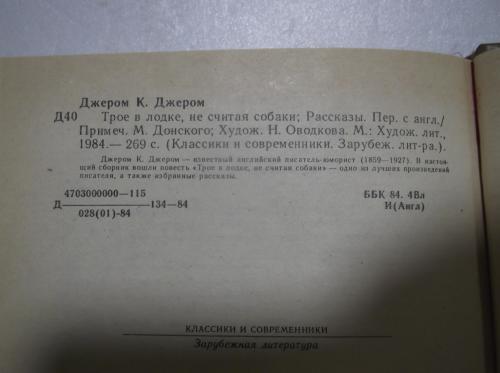 Джером К. Джером
Д40 Трое в лодке, не считая собаки; Рассказы. Пер. с англ./
Примеч. М. Донского; Худож. Н. Оводкова. М.: Худож. лит.,
1984.— 269 с. (Классики и современники. Зарубеж. лит-ра.).
Джером К. Джером — известный английский писатель-юморист (1859—1927). В настоящ
ий сборник вошли повесть «Трое в лодке, не считая собаки» — одно из лучших произведений
писателя, а также избранные рассказы.
4703000000—115
Д————134—84
028(01)-84
ББК 84. 4Вл
И(Англ)
КЛАССИКИ И СОВРЕМЕННИКИ
Зарубежная литература